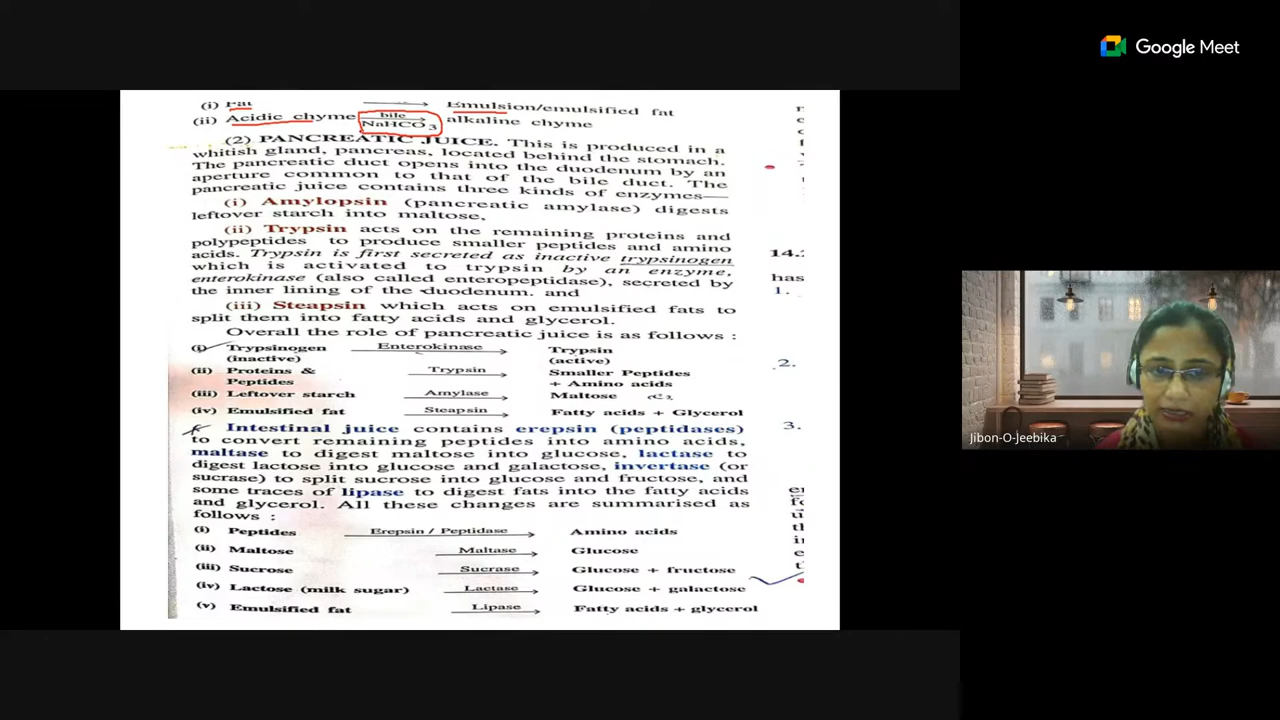 Google Meet
(i) Fat ⟶ Emulsion/emulsified fat
(ii) Acidic chyme bile NaHCO3 alkaline chyme
(2) PANCREATIC JUICE. This is produced in a
whitish gland, pancreas, located behind the stomach.
The pancreatic duct opens into the duodenum by an
aperture common to that of the bile duct. The
pancreatic juice contains three kinds of enzymes—
(i) Amylopsin (pancreatic amylase) digests
leftover starch into maltose,
(ii) Trypsin acts on the remaining proteins and
polypeptides to produce smaller peptides and amino
acids. Trypsin is first secreted as inactive trypsinogen
which is activated to trypsin by an enzyme,
enterokinase (also called enteropeptidase), secreted by
the inner lining of the duodenum. and
(iii) Steapsin which acts on emulsified fats to
split them into fatty acids and glycerol.
Overall the role of pancreatic juice is as follows :
(i) Trypsinogen Enterokinase Trypsin
(inactive) (active)
(ii) Proteins & Trypsin Smaller Peptides
Peptides + Amino acids
(iii) Leftover starch Amylase Maltose
(iv) Emulsified fat Steapsin Fatty acids + Glycerol
Intestinal juice contains erepsin (peptidases)
to convert remaining peptides into amino acids,
maltase to digest maltose into glucose, lactase to
digest lactose into glucose and galactose, invertase (or
sucrase) to split sucrose into glucose and fructose, and
some traces of lipase to digest fats into the fatty acids
and glycerol. All these changes are summarised as
follows :
(i) Peptides Erepsin / Peptidase Amino acids
(ii) Maltose Maltase Glucose
(iii) Sucrose Sucrase Glucose + fructose
(iv) Lactose (milk sugar) Lactase Glucose + galactose
(v) Emulsified fat Lipase Fatty acids + glycerol
14.
has
1.
2.
3.
Jibon-O-Jeebika